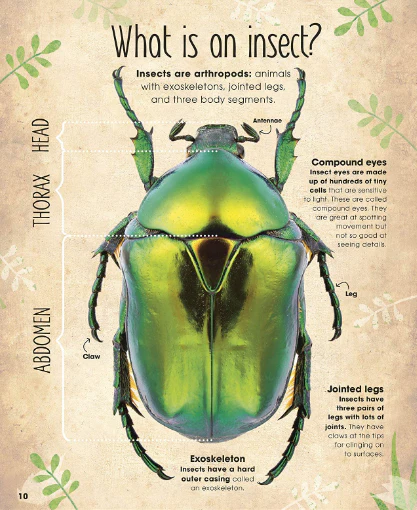 What is an insect?
Insects are arthropods: animals
with exoskeletons, jointed legs,
and three body segments.
Antennae
HEAD
THORAX
ABDOMEN
Compound eyes
Insect eyes are made
up of hundreds of tiny
cells that are sensitive
to light. These are called
compound eyes. They
are great at spotting
movement but
not so good at
seeing details.
Leg
Claw
Jointed legs
Insects have
three pairs of
legs with lots of
joints. They have
claws at the tips
for clinging on
to surfaces.
Exoskeleton
Insects have a hard
outer casing called
an exoskeleton.
10